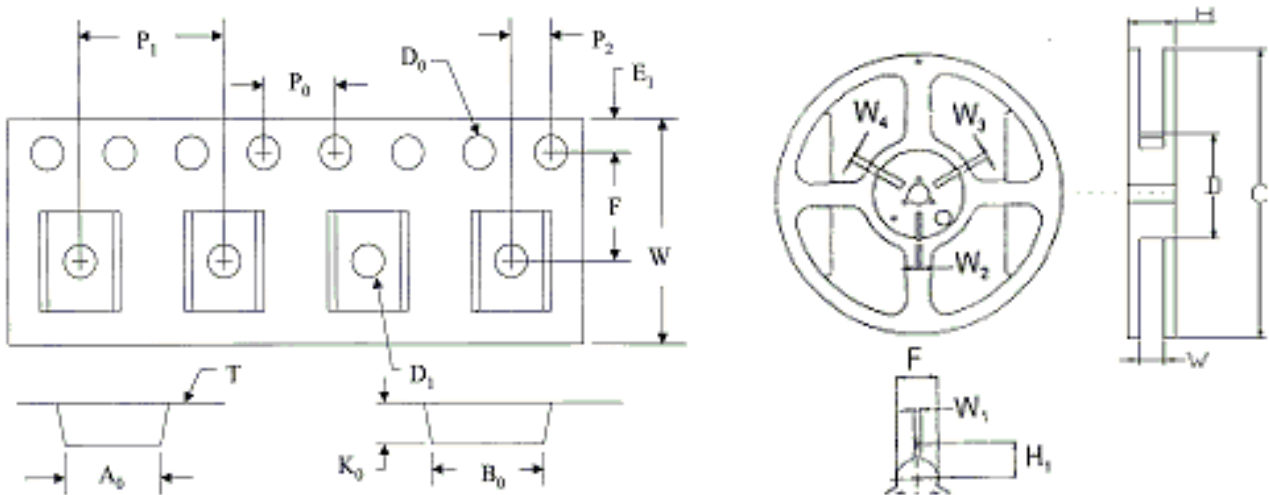 P₁
P₀
D₀
P₂
E₁
F
W
T
D₁
A₀
K₀
B₀
H
W₄
W₃
D
C
W₂
W
F
W₁
H₁